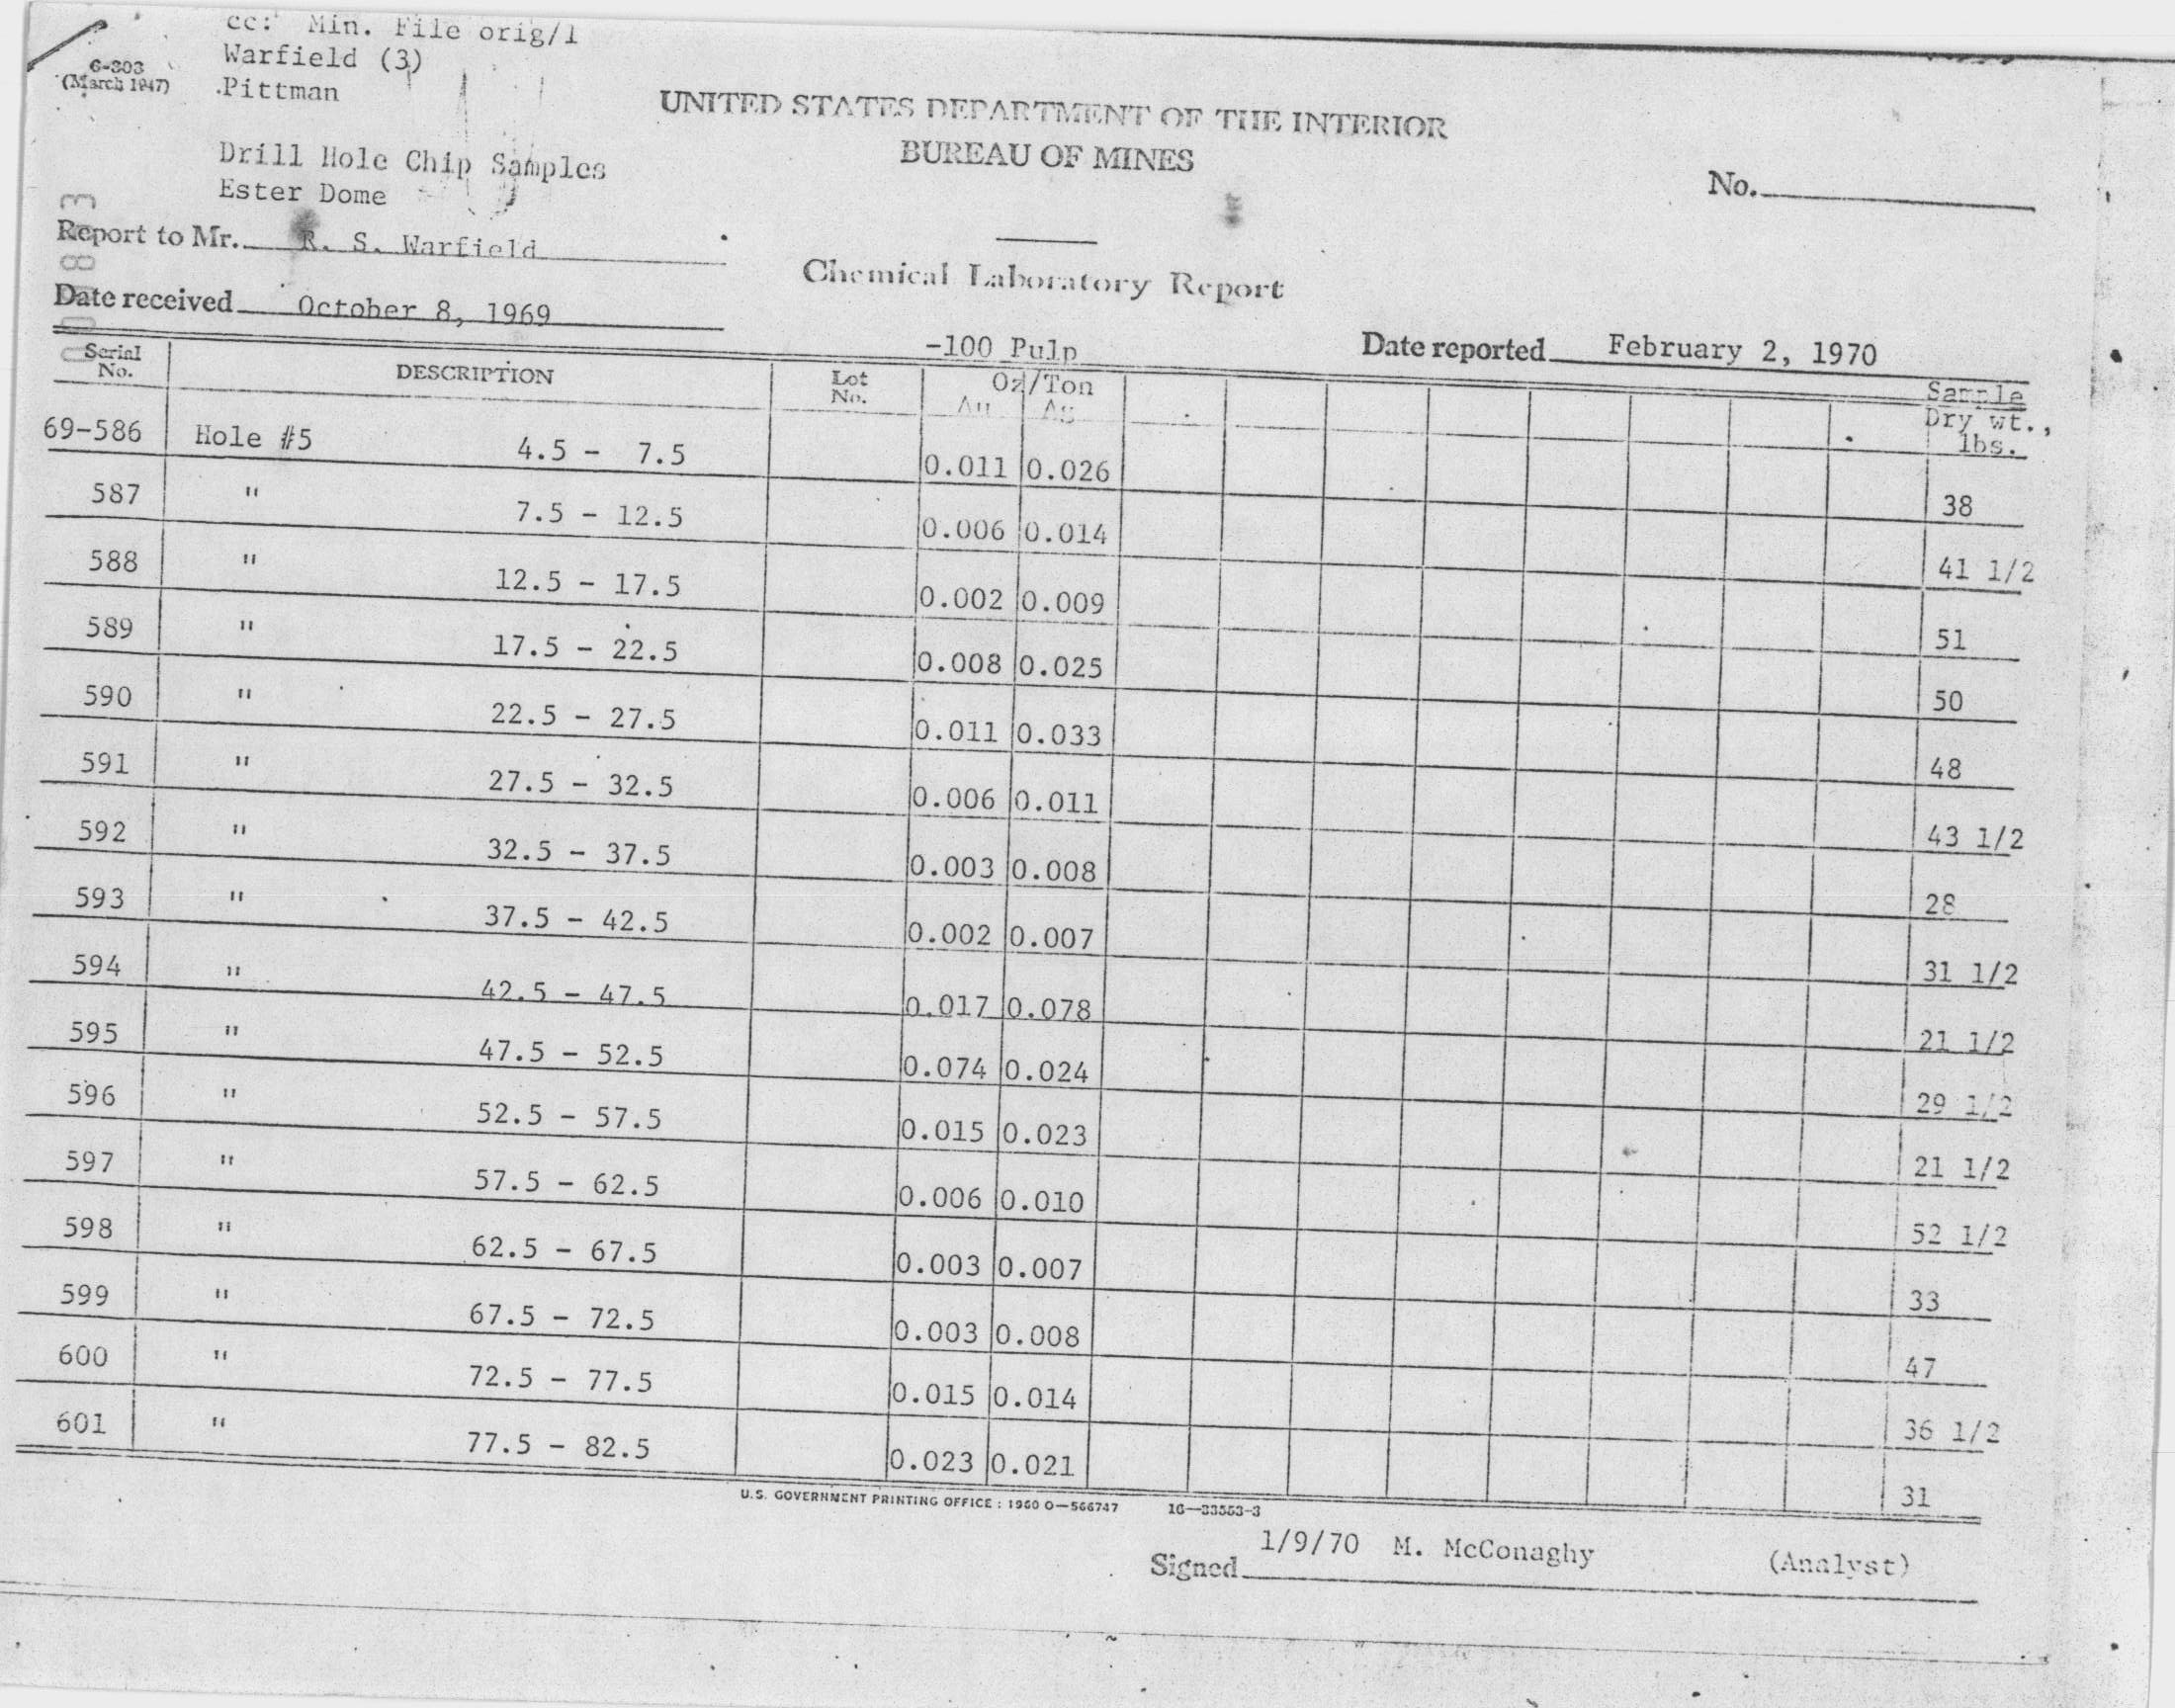 cc: Min. File orig/1
Warfield (3)
Pittman
6-303
(March 1947)
UNITED STATES DEPARTMENT OF THE INTERIOR
BUREAU OF MINES
Drill Hole Chip Samples
Ester Dome
No.
Report to Mr. R. S. Warfield
Chemical Laboratory Report
Date received October 8, 1969
-100 Pulp
Date reported February 2, 1970
Serial No. DESCRIPTION Lot No. Oz/Ton Au Ag Sample Dry wt., lbs.
69-586 Hole #5 4.5 - 7.5 0.011 0.026 38
587 " 7.5 - 12.5 0.006 0.014 41 1/2
588 " 12.5 - 17.5 0.002 0.009 51
589 " 17.5 - 22.5 0.008 0.025 50
590 " 22.5 - 27.5 0.011 0.033 48
591 " 27.5 - 32.5 0.006 0.011 43 1/2
592 " 32.5 - 37.5 0.003 0.008 28
593 " 37.5 - 42.5 0.002 0.007 31 1/2
594 " 42.5 - 47.5 0.017 0.078 21 1/2
595 " 47.5 - 52.5 0.074 0.024 29 1/2
596 " 52.5 - 57.5 0.015 0.023 21 1/2
597 " 57.5 - 62.5 0.006 0.010 52 1/2
598 " 62.5 - 67.5 0.003 0.007 33
599 " 67.5 - 72.5 0.003 0.008 47
600 " 72.5 - 77.5 0.015 0.014 36 1/2
601 " 77.5 - 82.5 0.023 0.021 31
U.S. GOVERNMENT PRINTING OFFICE : 1960 O—566747 16—33553-3
1/9/70 M. McConaghy (Analyst)
Signed